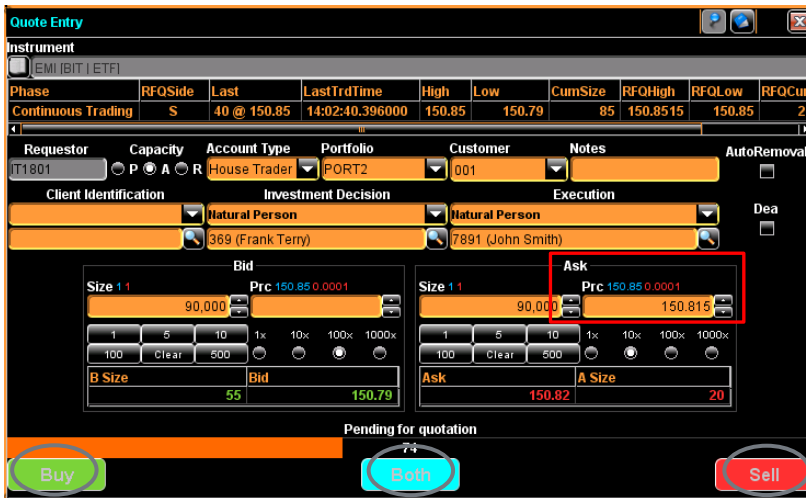 Quote Entry
Instrument
EMI [BIT | ETF]
Phase RFQSide Last LastTrdTime High Low CumSize RFQHigh RFQLow RFQCur
Continuous Trading S 40 @ 150.85 14:02:40.396000 150.85 150.79 85 150.8515 150.85 2
Requestor Capacity Account Type Portfolio Customer Notes AutoRemoval
IT1801 P A R House Trader PORT2 001
Client Identification Investment Decision Execution
Natural Person Natural Person Dea
369 (Frank Terry) 7891 (John Smith)
Bid Ask
Size 1 1 Prc 150.85 0.0001 Size 1 1 Prc 150.85 0.0001
90,000 90,000 150.815
1 5 10 1x 10x 100x 1000x 1 5 10 1x 10x 100x 1000x
100 Clear 500 100 Clear 500
B Size Bid Ask A Size
55 150.79 150.82 20
Pending for quotation
74
Buy Both Sell